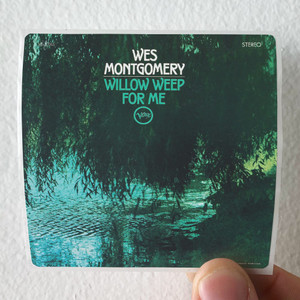 STEREO
WES
MONTGOMERY
WILLOW WEEP
FOR ME
Verve